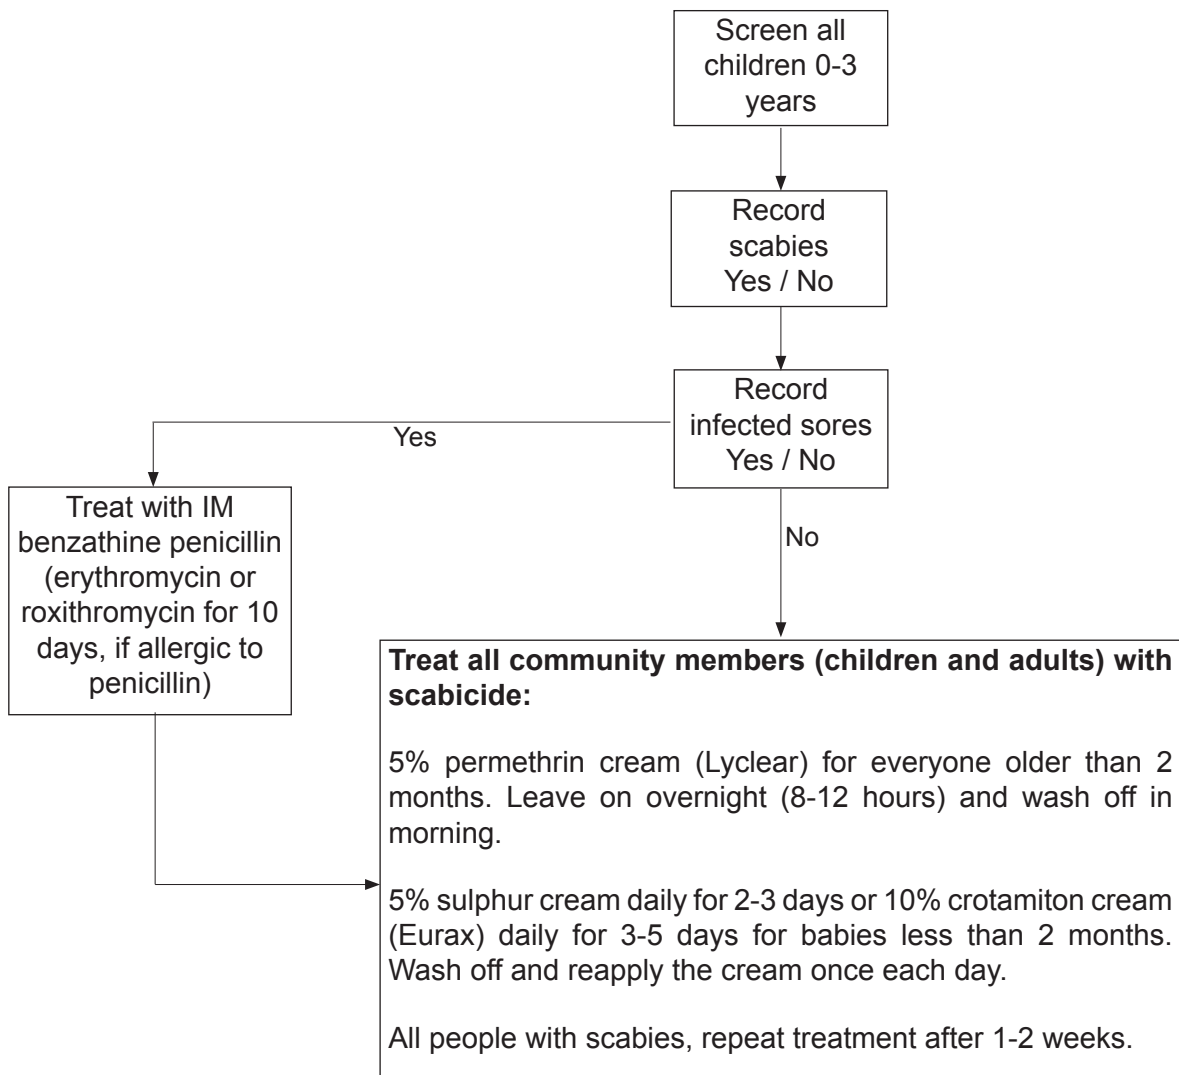 Screen all
children 0-3
years
Record
scabies
Yes / No
Record
infected sores
Yes / No
Yes
No
Treat with IM
benzathine penicillin
(erythromycin or
roxithromycin for 10
days, if allergic to
penicillin)
Treat all community members (children and adults) with
scabicide:
5% permethrin cream (Lyclear) for everyone older than 2
months. Leave on overnight (8-12 hours) and wash off in
morning.
5% sulphur cream daily for 2-3 days or 10% crotamiton cream
(Eurax) daily for 3-5 days for babies less than 2 months.
Wash off and reapply the cream once each day.
All people with scabies, repeat treatment after 1-2 weeks.